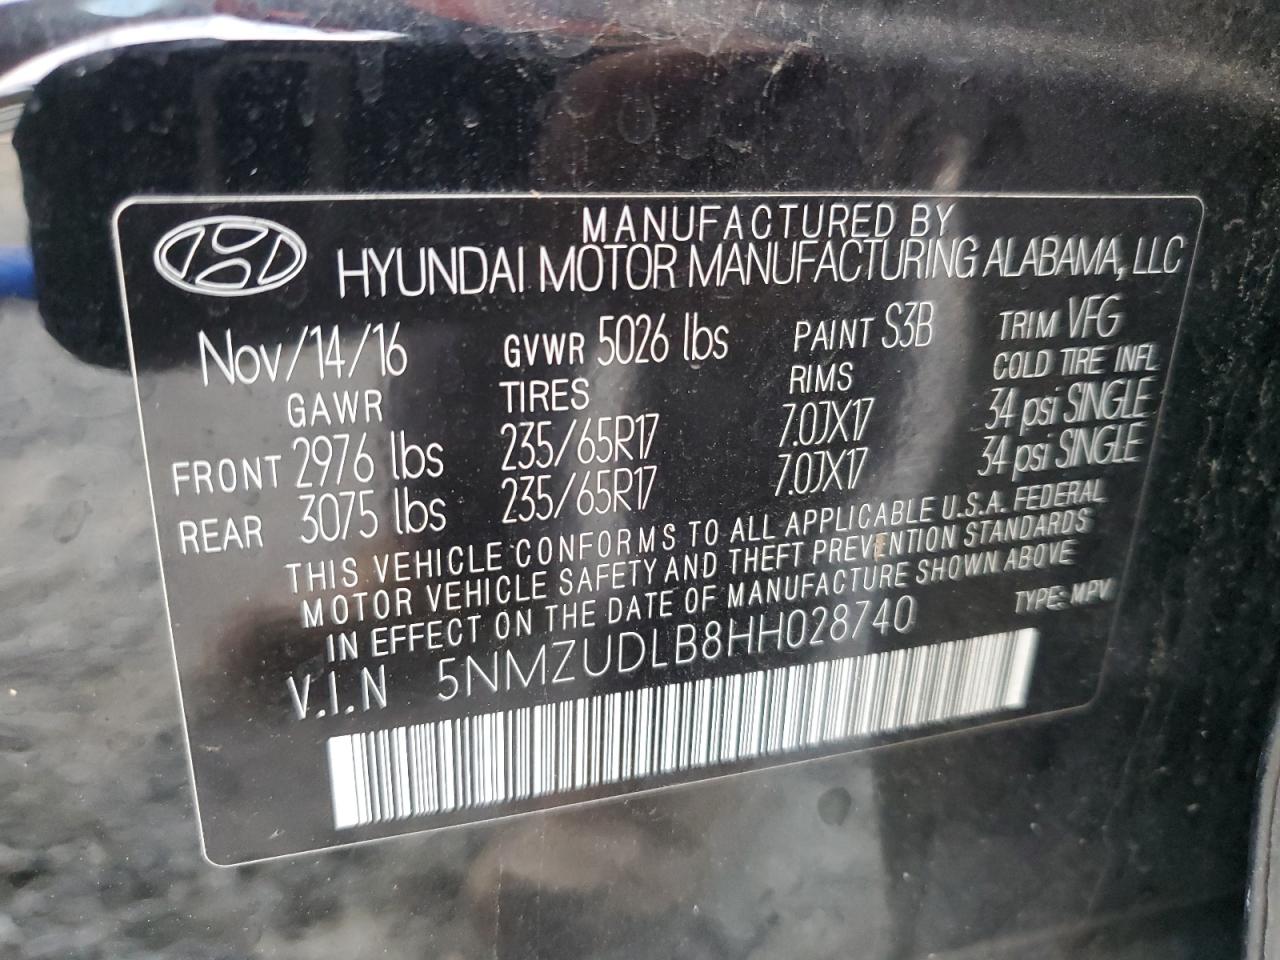 MANUFACTURED BY
HYUNDAI MOTOR MANUFACTURING ALABAMA, LLC
Nov/14/16 GVWR 5026 lbs PAINT S3B TRIM VFG
GAWR TIRES RIMS COLD TIRE INFL
FRONT 2976 lbs 235/65R17 7.0JX17 34 psi SINGLE
REAR 3075 lbs 235/65R17 7.0JX17 34 psi SINGLE
THIS VEHICLE CONFORMS TO ALL APPLICABLE U.S.A. FEDERAL
MOTOR VEHICLE SAFETY AND THEFT PREVENTION STANDARDS
IN EFFECT ON THE DATE OF MANUFACTURE SHOWN ABOVE
V.I.N 5NMZUDLB8HH028740 TYPE: MPV